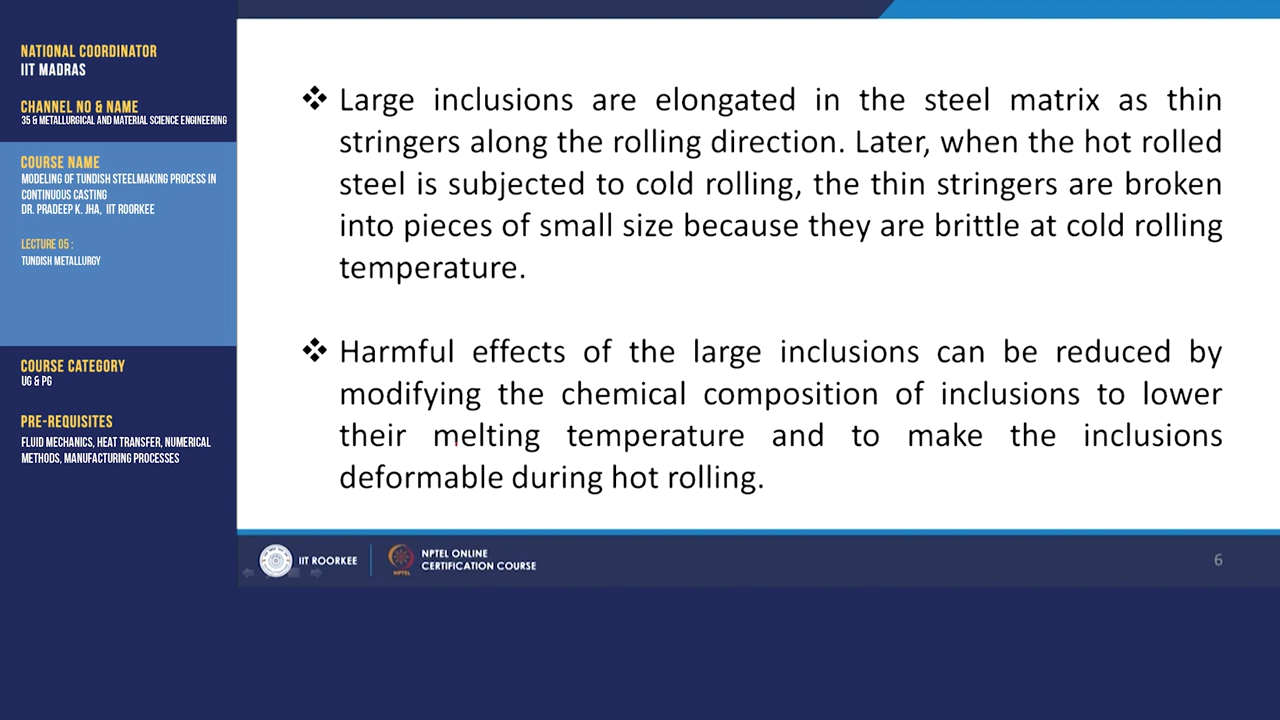 NATIONAL COORDINATOR
IIT MADRAS
CHANNEL NO & NAME
35 & METALLURGICAL AND MATERIAL SCIENCE ENGINEERING
COURSE NAME
MODELING OF TUNDISH STEELMAKING PROCESS IN
CONTINUOUS CASTING
DR. PRADEEP K. JHA, IIT ROORKEE
LECTURE 05 :
TUNDISH METALLURGY
COURSE CATEGORY
UG & PG
PRE-REQUISITES
FLUID MECHANICS, HEAT TRANSFER, NUMERICAL
METHODS, MANUFACTURING PROCESSES
❖ Large inclusions are elongated in the steel matrix as thin
stringers along the rolling direction. Later, when the hot rolled
steel is subjected to cold rolling, the thin stringers are broken
into pieces of small size because they are brittle at cold rolling
temperature.
❖ Harmful effects of the large inclusions can be reduced by
modifying the chemical composition of inclusions to lower
their melting temperature and to make the inclusions
deformable during hot rolling.
IIT ROORKEE
NPTEL
NPTEL ONLINE
CERTIFICATION COURSE
6